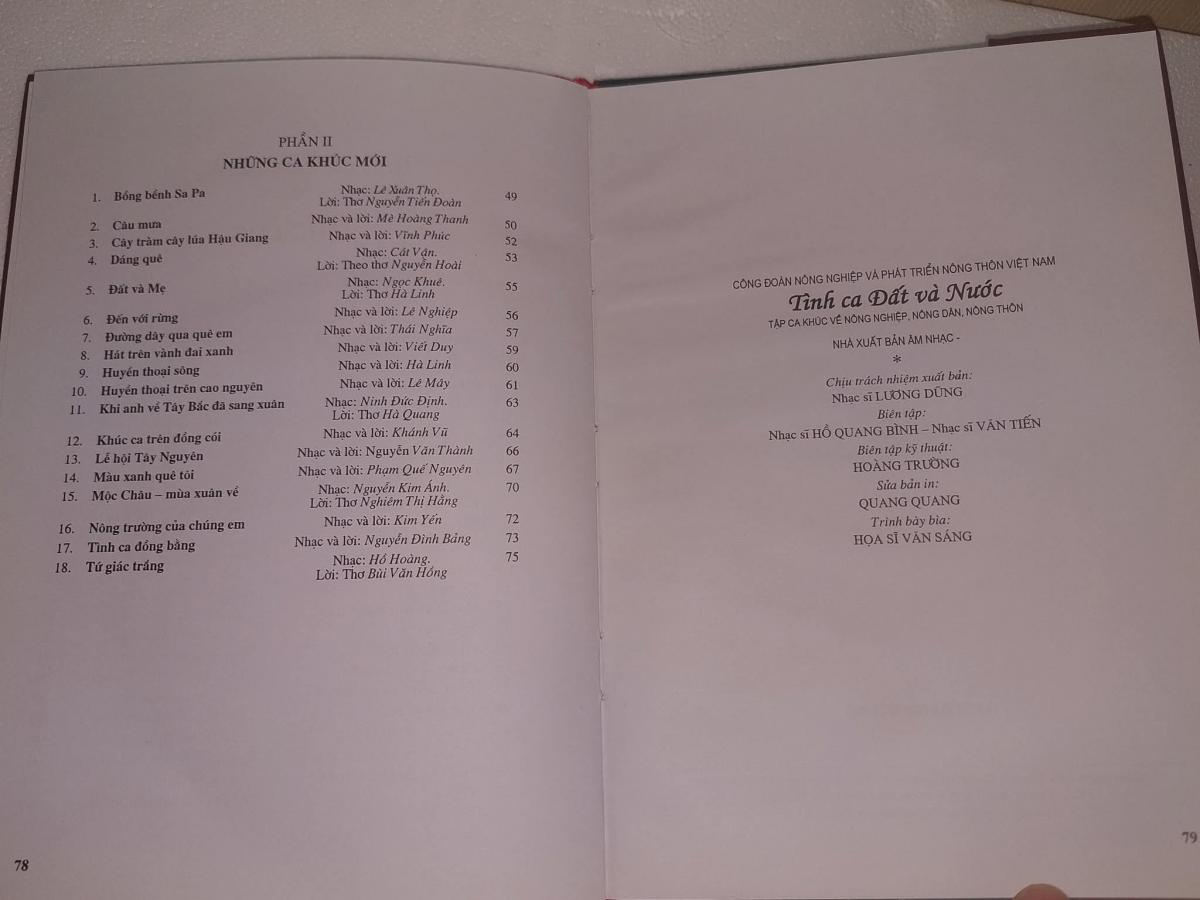 PHẦN II
NHỮNG CA KHÚC MỚI
1. Bồng bềnh Sa Pa Nhạc: Lê Xuân Thọ. 49
Lời: Thơ Nguyễn Tiến Đoàn
2. Câu mưa Nhạc và lời: Mê Hoàng Thanh 50
3. Cây tràm cây lúa Hậu Giang Nhạc và lời: Vĩnh Phúc 52
4. Dáng quê Nhạc: Cát Vận. 53
Lời: Theo thơ Nguyễn Hoài
5. Đất và Mẹ Nhạc: Ngọc Khuê. 55
Lời: Thơ Hà Linh
6. Đến với rừng Nhạc và lời: Lê Nghiệp 56
7. Đường dây qua quê em Nhạc và lời: Thái Nghĩa 57
8. Hát trên vành đai xanh Nhạc và lời: Viết Duy 59
9. Huyền thoại sông Nhạc và lời: Hà Linh 60
10. Huyền thoại trên cao nguyên Nhạc và lời: Lê Mây 61
11. Khi anh về Tây Bắc đã sang xuân Nhạc: Ninh Đức Định. 63
Lời: Thơ Hà Quang
12. Khúc ca trên đồng cói Nhạc và lời: Khánh Vũ 64
13. Lễ hội Tây Nguyên Nhạc và lời: Nguyễn Văn Thành 66
14. Màu xanh quê tôi Nhạc và lời: Phạm Quế Nguyên 67
15. Mộc Châu – mùa xuân về Nhạc: Nguyễn Kim Ánh. 70
Lời: Thơ Nghiêm Thị Hằng
16. Nông trường của chúng em Nhạc và lời: Kim Yến 72
17. Tình ca đồng bằng Nhạc và lời: Nguyễn Đình Bảng 73
18. Tứ giác trắng Nhạc: Hồ Hoàng. 75
Lời: Thơ Bùi Văn Hồng
78
CÔNG ĐOÀN NÔNG NGHIỆP VÀ PHÁT TRIỂN NÔNG THÔN VIỆT NAM
Tình ca Đất và Nước
TẬP CA KHÚC VỀ NÔNG NGHIỆP, NÔNG DÂN, NÔNG THÔN
NHÀ XUẤT BẢN ÂM NHẠC -
*
Chịu trách nhiệm xuất bản:
Nhạc sĩ LƯƠNG DŨNG
Biên tập:
Nhạc sĩ HỒ QUANG BÌNH – Nhạc sĩ VĂN TIẾN
Biên tập kỹ thuật:
HOÀNG TRƯỜNG
Sửa bản in:
QUANG QUANG
Trình bày bìa:
HỌA SĨ VĂN SÁNG
79